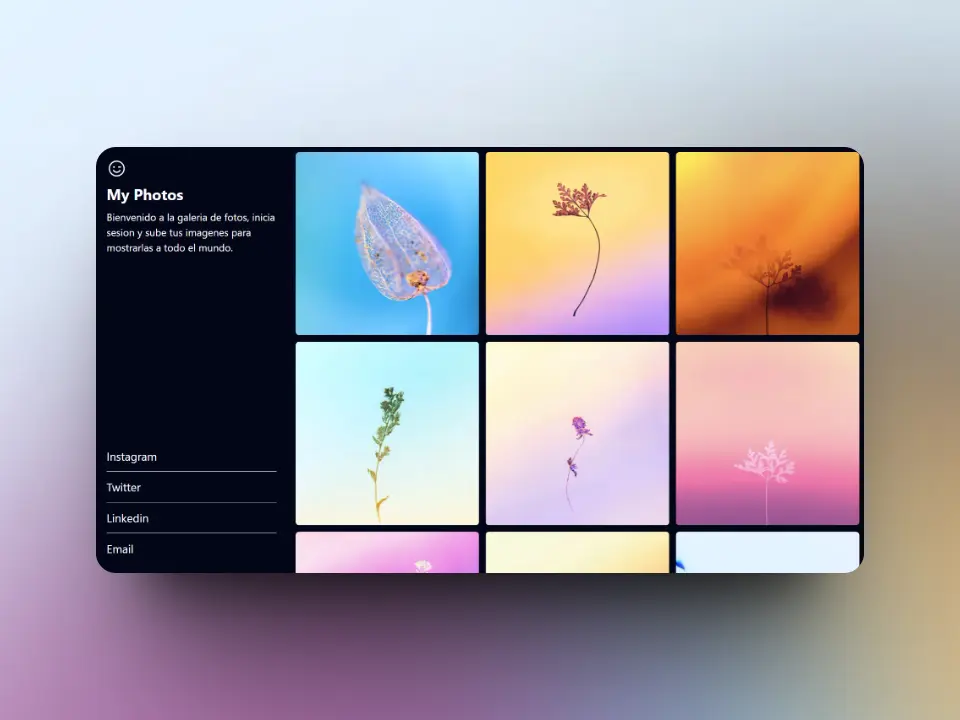 My Photos
Bienvenido a la galeria de fotos, inicia
sesion y sube tus imagenes para
mostrarlas a todo el mundo.
Instagram
Twitter
Linkedin
Email